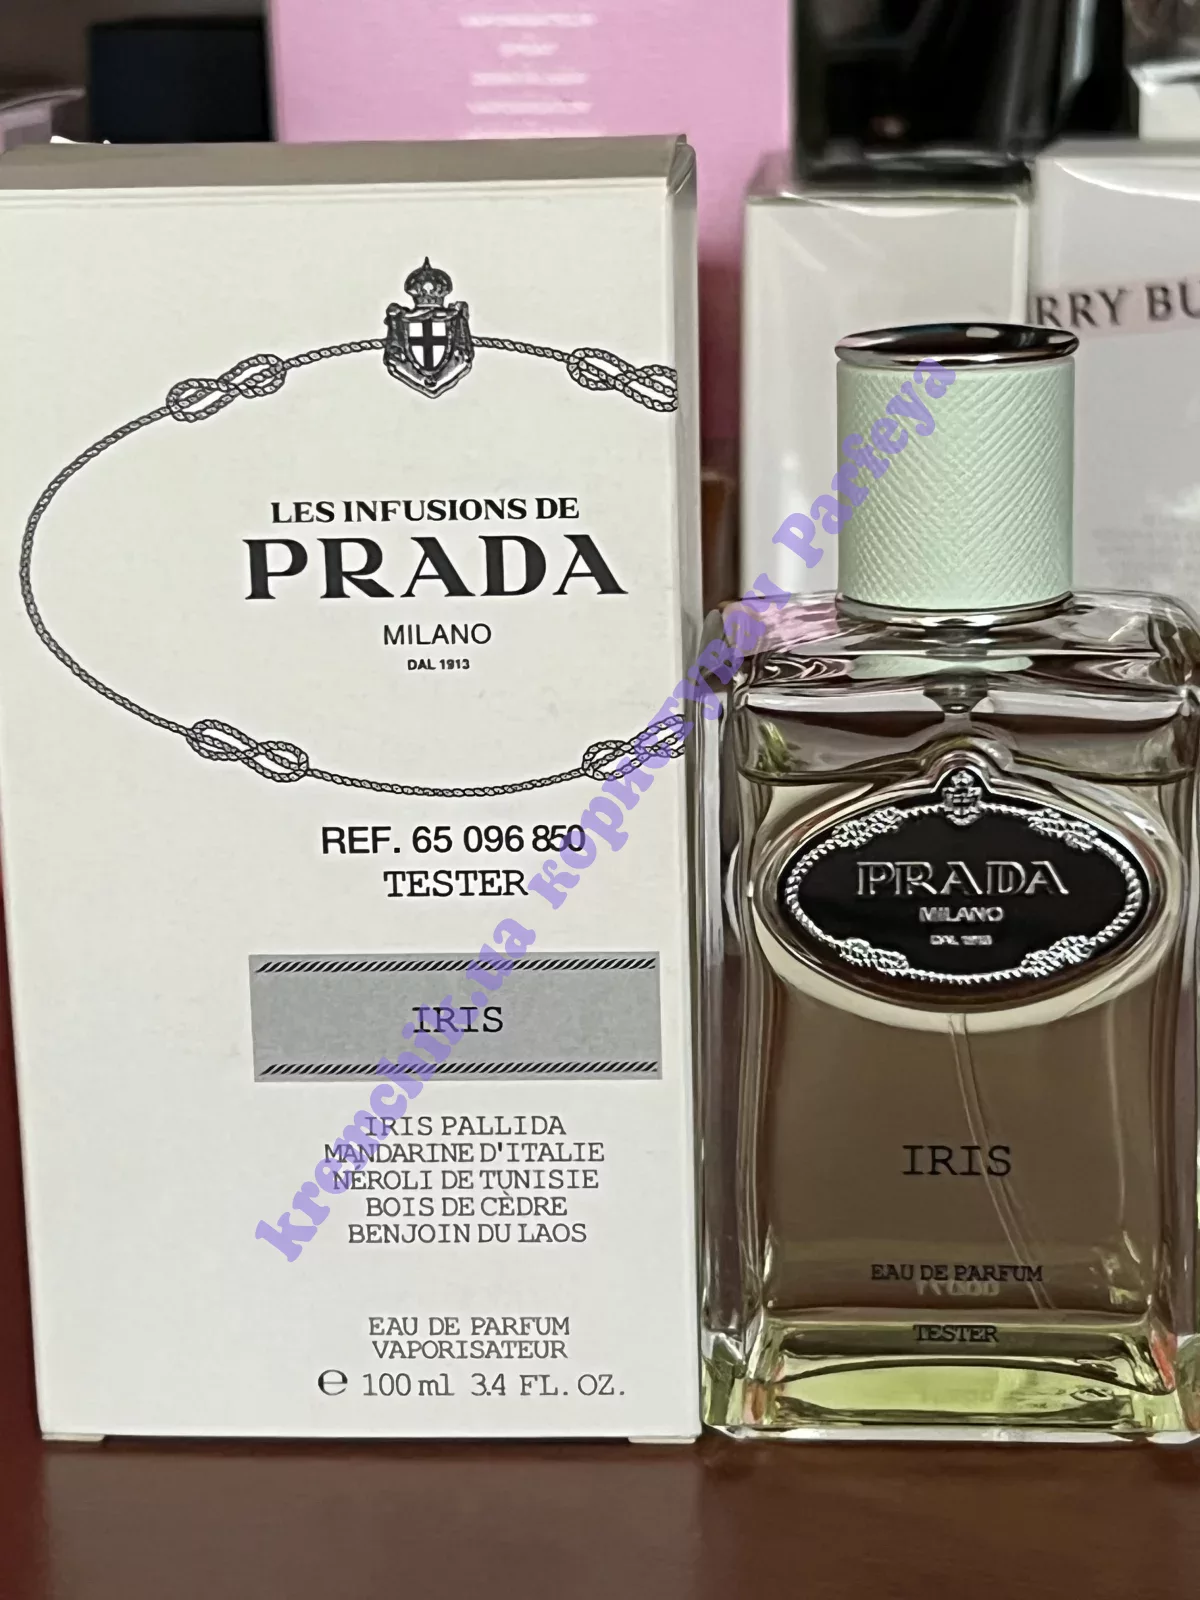 LES INFUSIONS DE
PRADA
MILANO
DAL 1913
REF. 65 096 850
TESTER
IRIS
IRIS PALLIDA
MANDARINE D'ITALIE
NEROLI DE TUNISIE
BOIS DE CÈDRE
BENJOIN DU LAOS
EAU DE PARFUM
VAPORISATEUR
℮ 100 ml 3.4 FL. OZ.
RRY BU
PRADA
MILANO
DAL 1913
IRIS
EAU DE PARFUM
TESTER
kremchik.ua користувач Parfeya